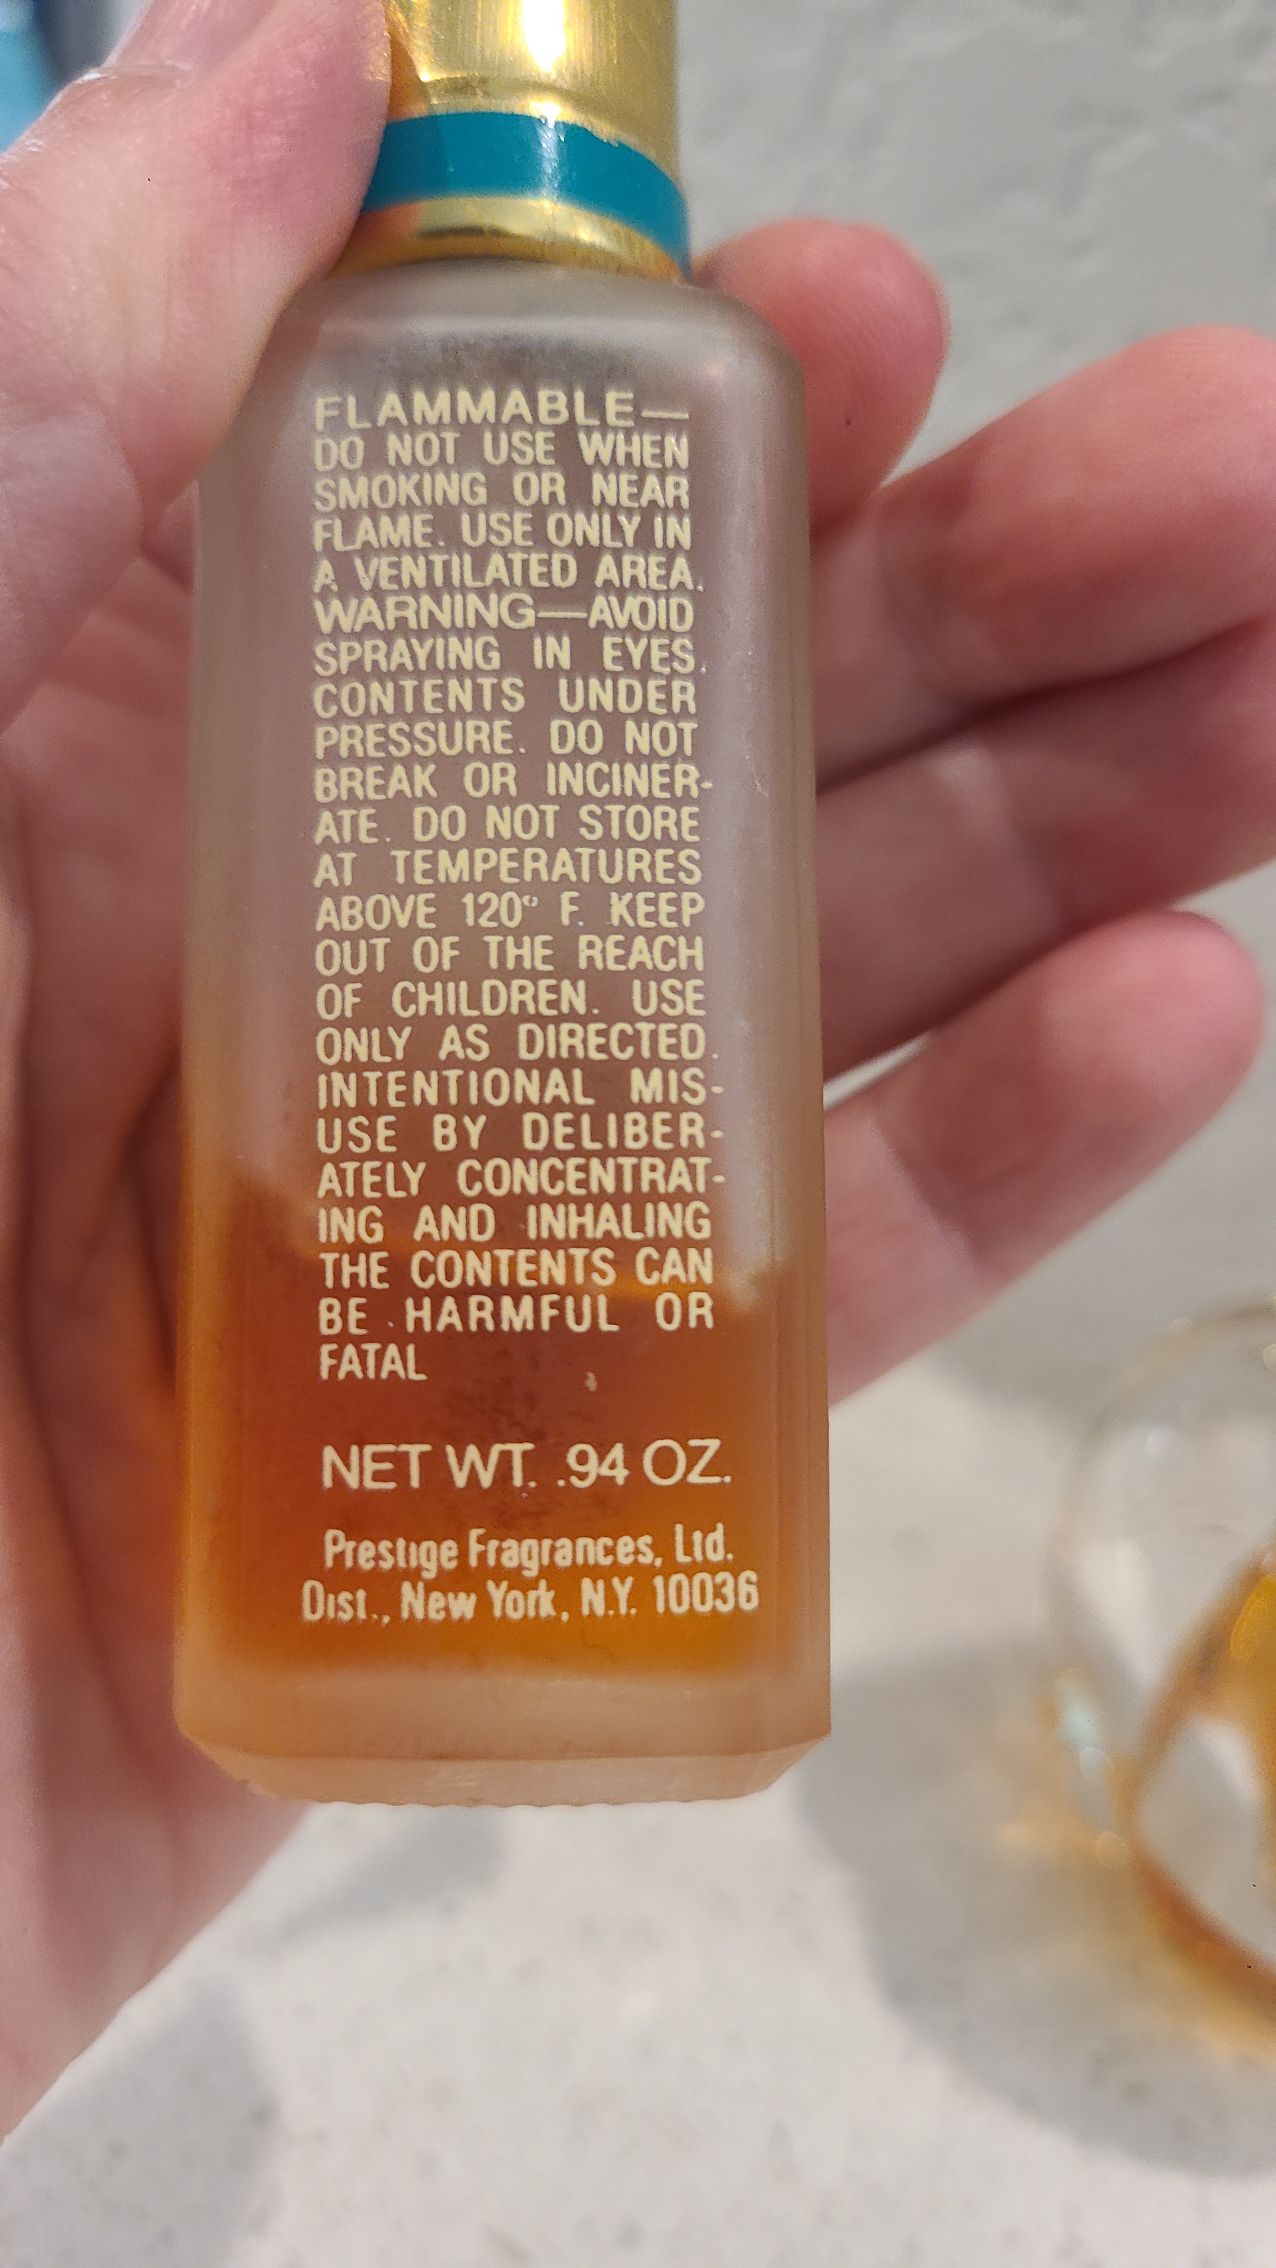 FLAMMABLE—
DO NOT USE WHEN
SMOKING OR NEAR
FLAME. USE ONLY IN
A VENTILATED AREA.
WARNING—AVOID
SPRAYING IN EYES.
CONTENTS UNDER
PRESSURE. DO NOT
BREAK OR INCINER-
ATE. DO NOT STORE
AT TEMPERATURES
ABOVE 120° F. KEEP
OUT OF THE REACH
OF CHILDREN. USE
ONLY AS DIRECTED.
INTENTIONAL MIS-
USE BY DELIBER-
ATELY CONCENTRAT-
ING AND INHALING
THE CONTENTS CAN
BE HARMFUL OR
FATAL
NET WT. .94 OZ.
Prestige Fragrances, Ltd.
Dist., New York, N.Y. 10036